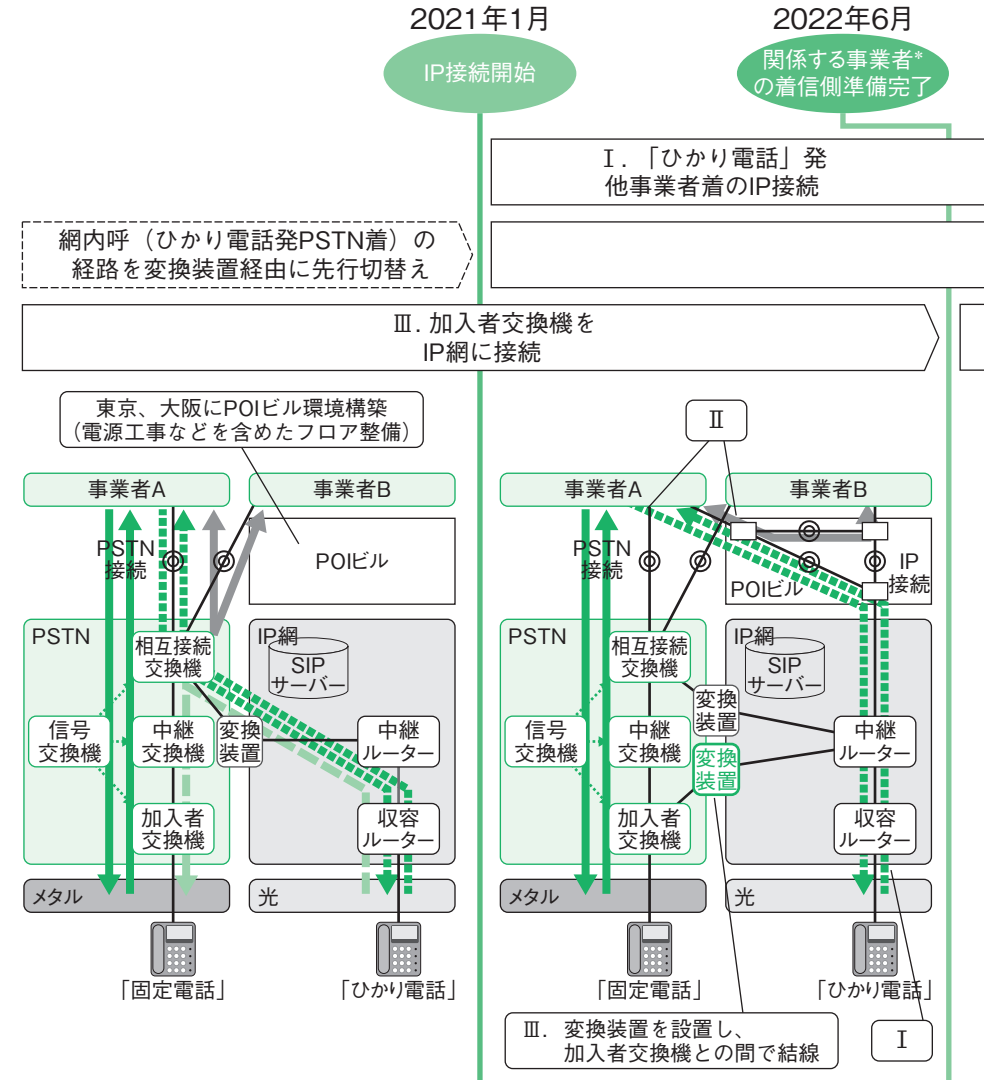 2021年1月
2022年6月
IP接続開始
関係する事業者*
の着信側準備完了
Ⅰ.「ひかり電話」発
他事業者着のIP接続
網内呼（ひかり電話発PSTN着）の
経路を変換装置経由に先行切替え
Ⅲ. 加入者交換機を
IP網に接続
東京、大阪にPOIビル環境構築
（電源工事などを含めたフロア整備）
事業者A
事業者B
PSTN
接続
POIビル
PSTN
相互接続
交換機
IP網
SIP
サーバー
信号
交換機
中継
交換機
変換
装置
中継
ルーター
加入者
交換機
収容
ルーター
メタル
光
「固定電話」
「ひかり電話」
Ⅱ
事業者A
事業者B
PSTN
接続
POIビル
IP
接続
PSTN
相互接続
交換機
IP網
SIP
サーバー
変換
装置
信号
交換機
中継
交換機
変換
装置
中継
ルーター
加入者
交換機
収容
ルーター
メタル
光
「固定電話」
「ひかり電話」
Ⅲ. 変換装置を設置し、
加入者交換機との間で結線
Ⅰ